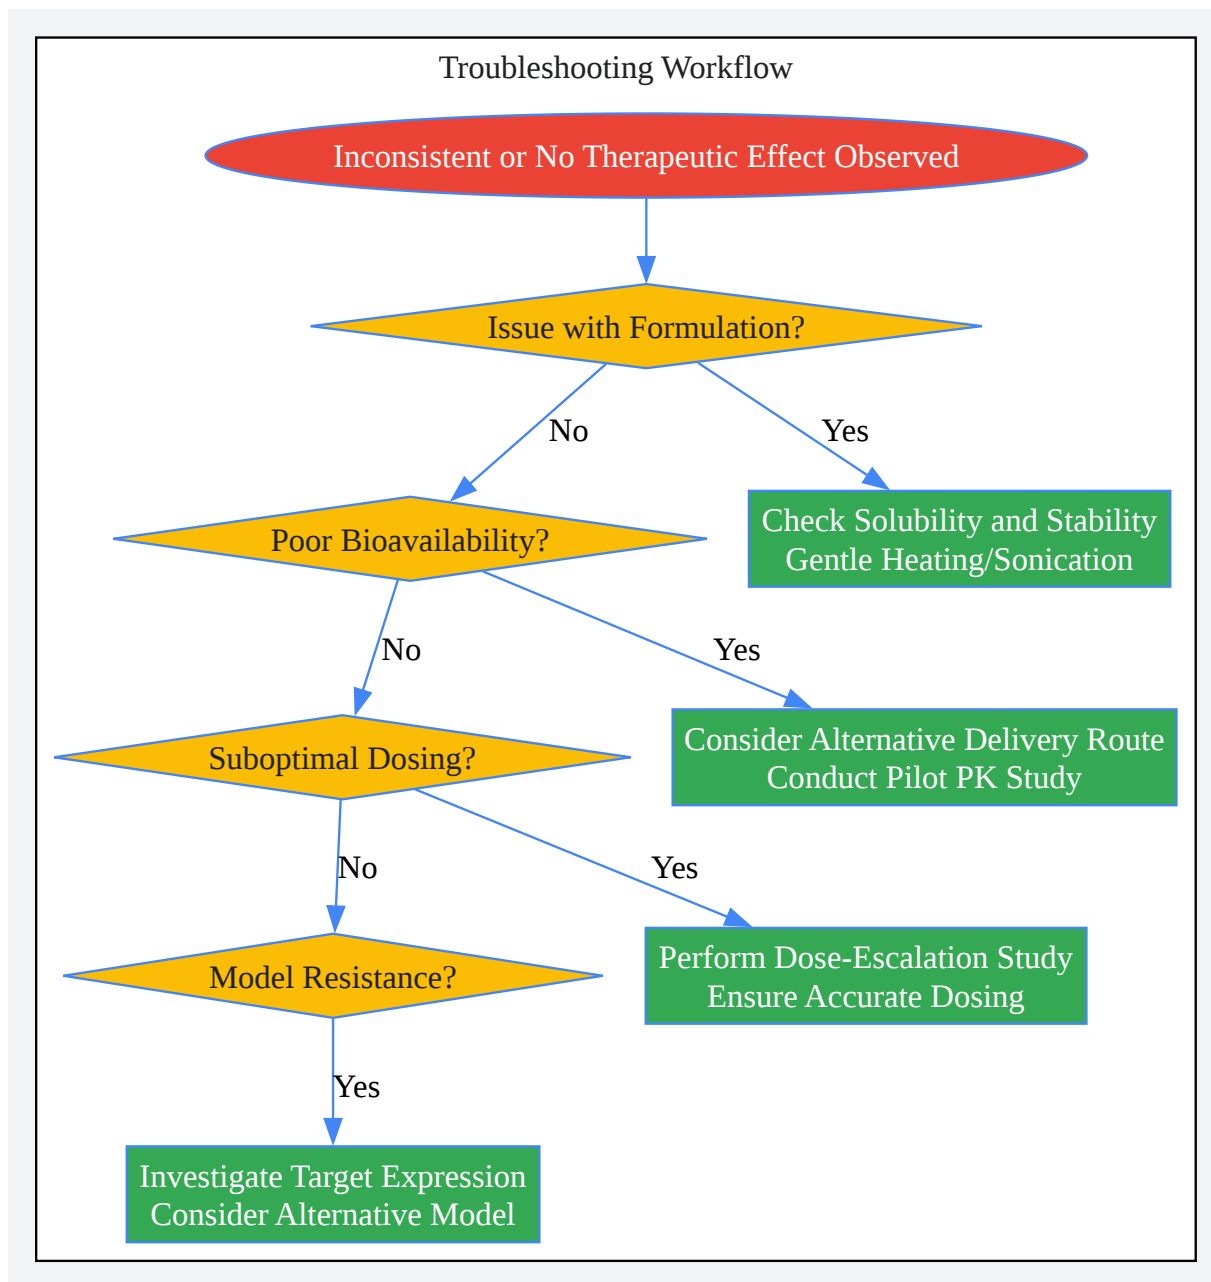 Troubleshooting Workflow
Inconsistent or No Therapeutic Effect Observed
Issue with Formulation?
No
Yes
Check Solubility and Stability
Gentle Heating/Sonication
Poor Bioavailability?
No
Yes
Consider Alternative Delivery Route
Conduct Pilot PK Study
Suboptimal Dosing?
No
Yes
Perform Dose-Escalation Study
Ensure Accurate Dosing
Model Resistance?
Yes
Investigate Target Expression
Consider Alternative Model